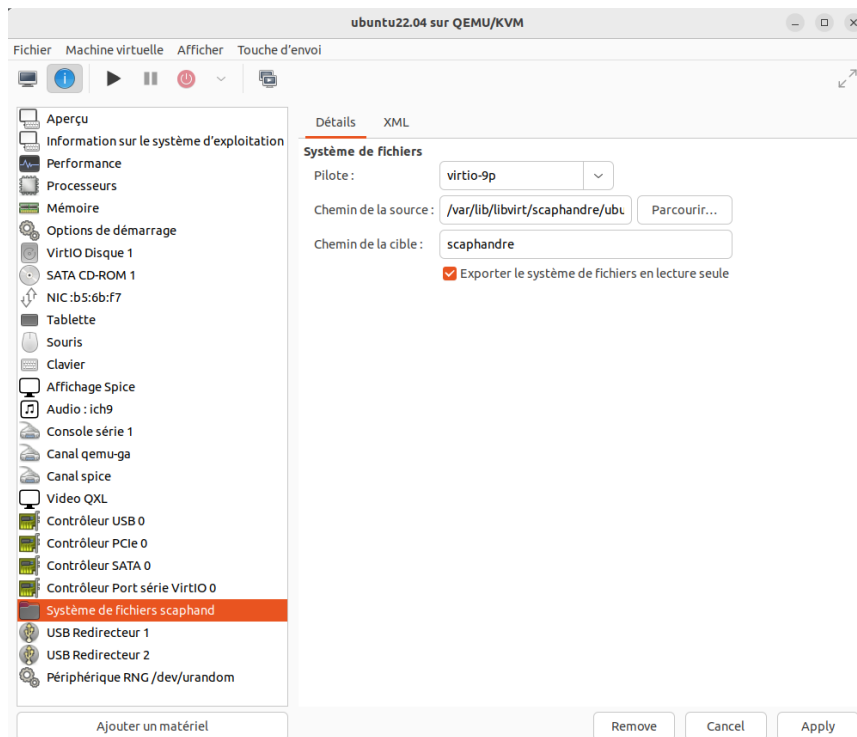 ubuntu22.04 sur QEMU/KVM
Fichier Machine virtuelle Afficher Touche d'envoi
Aperçu
Information sur le système d'exploitation
Performance
Processeurs
Mémoire
Options de démarrage
VirtIO Disque 1
SATA CD-ROM 1
NIC :b5:6b:f7
Tablette
Souris
Clavier
Affichage Spice
Audio : ich9
Console série 1
Canal qemu-ga
Canal spice
Video QXL
Contrôleur USB 0
Contrôleur PCIe 0
Contrôleur SATA 0
Contrôleur Port série VirtIO 0
Système de fichiers scaphand
USB Redirecteur 1
USB Redirecteur 2
Périphérique RNG /dev/urandom
Ajouter un matériel
Détails XML
Système de fichiers
Pilote : virtio-9p
Chemin de la source : /var/lib/libvirt/scaphandre/ubu Parcourir...
Chemin de la cible : scaphandre
Exporter le système de fichiers en lecture seule
Remove Cancel Apply